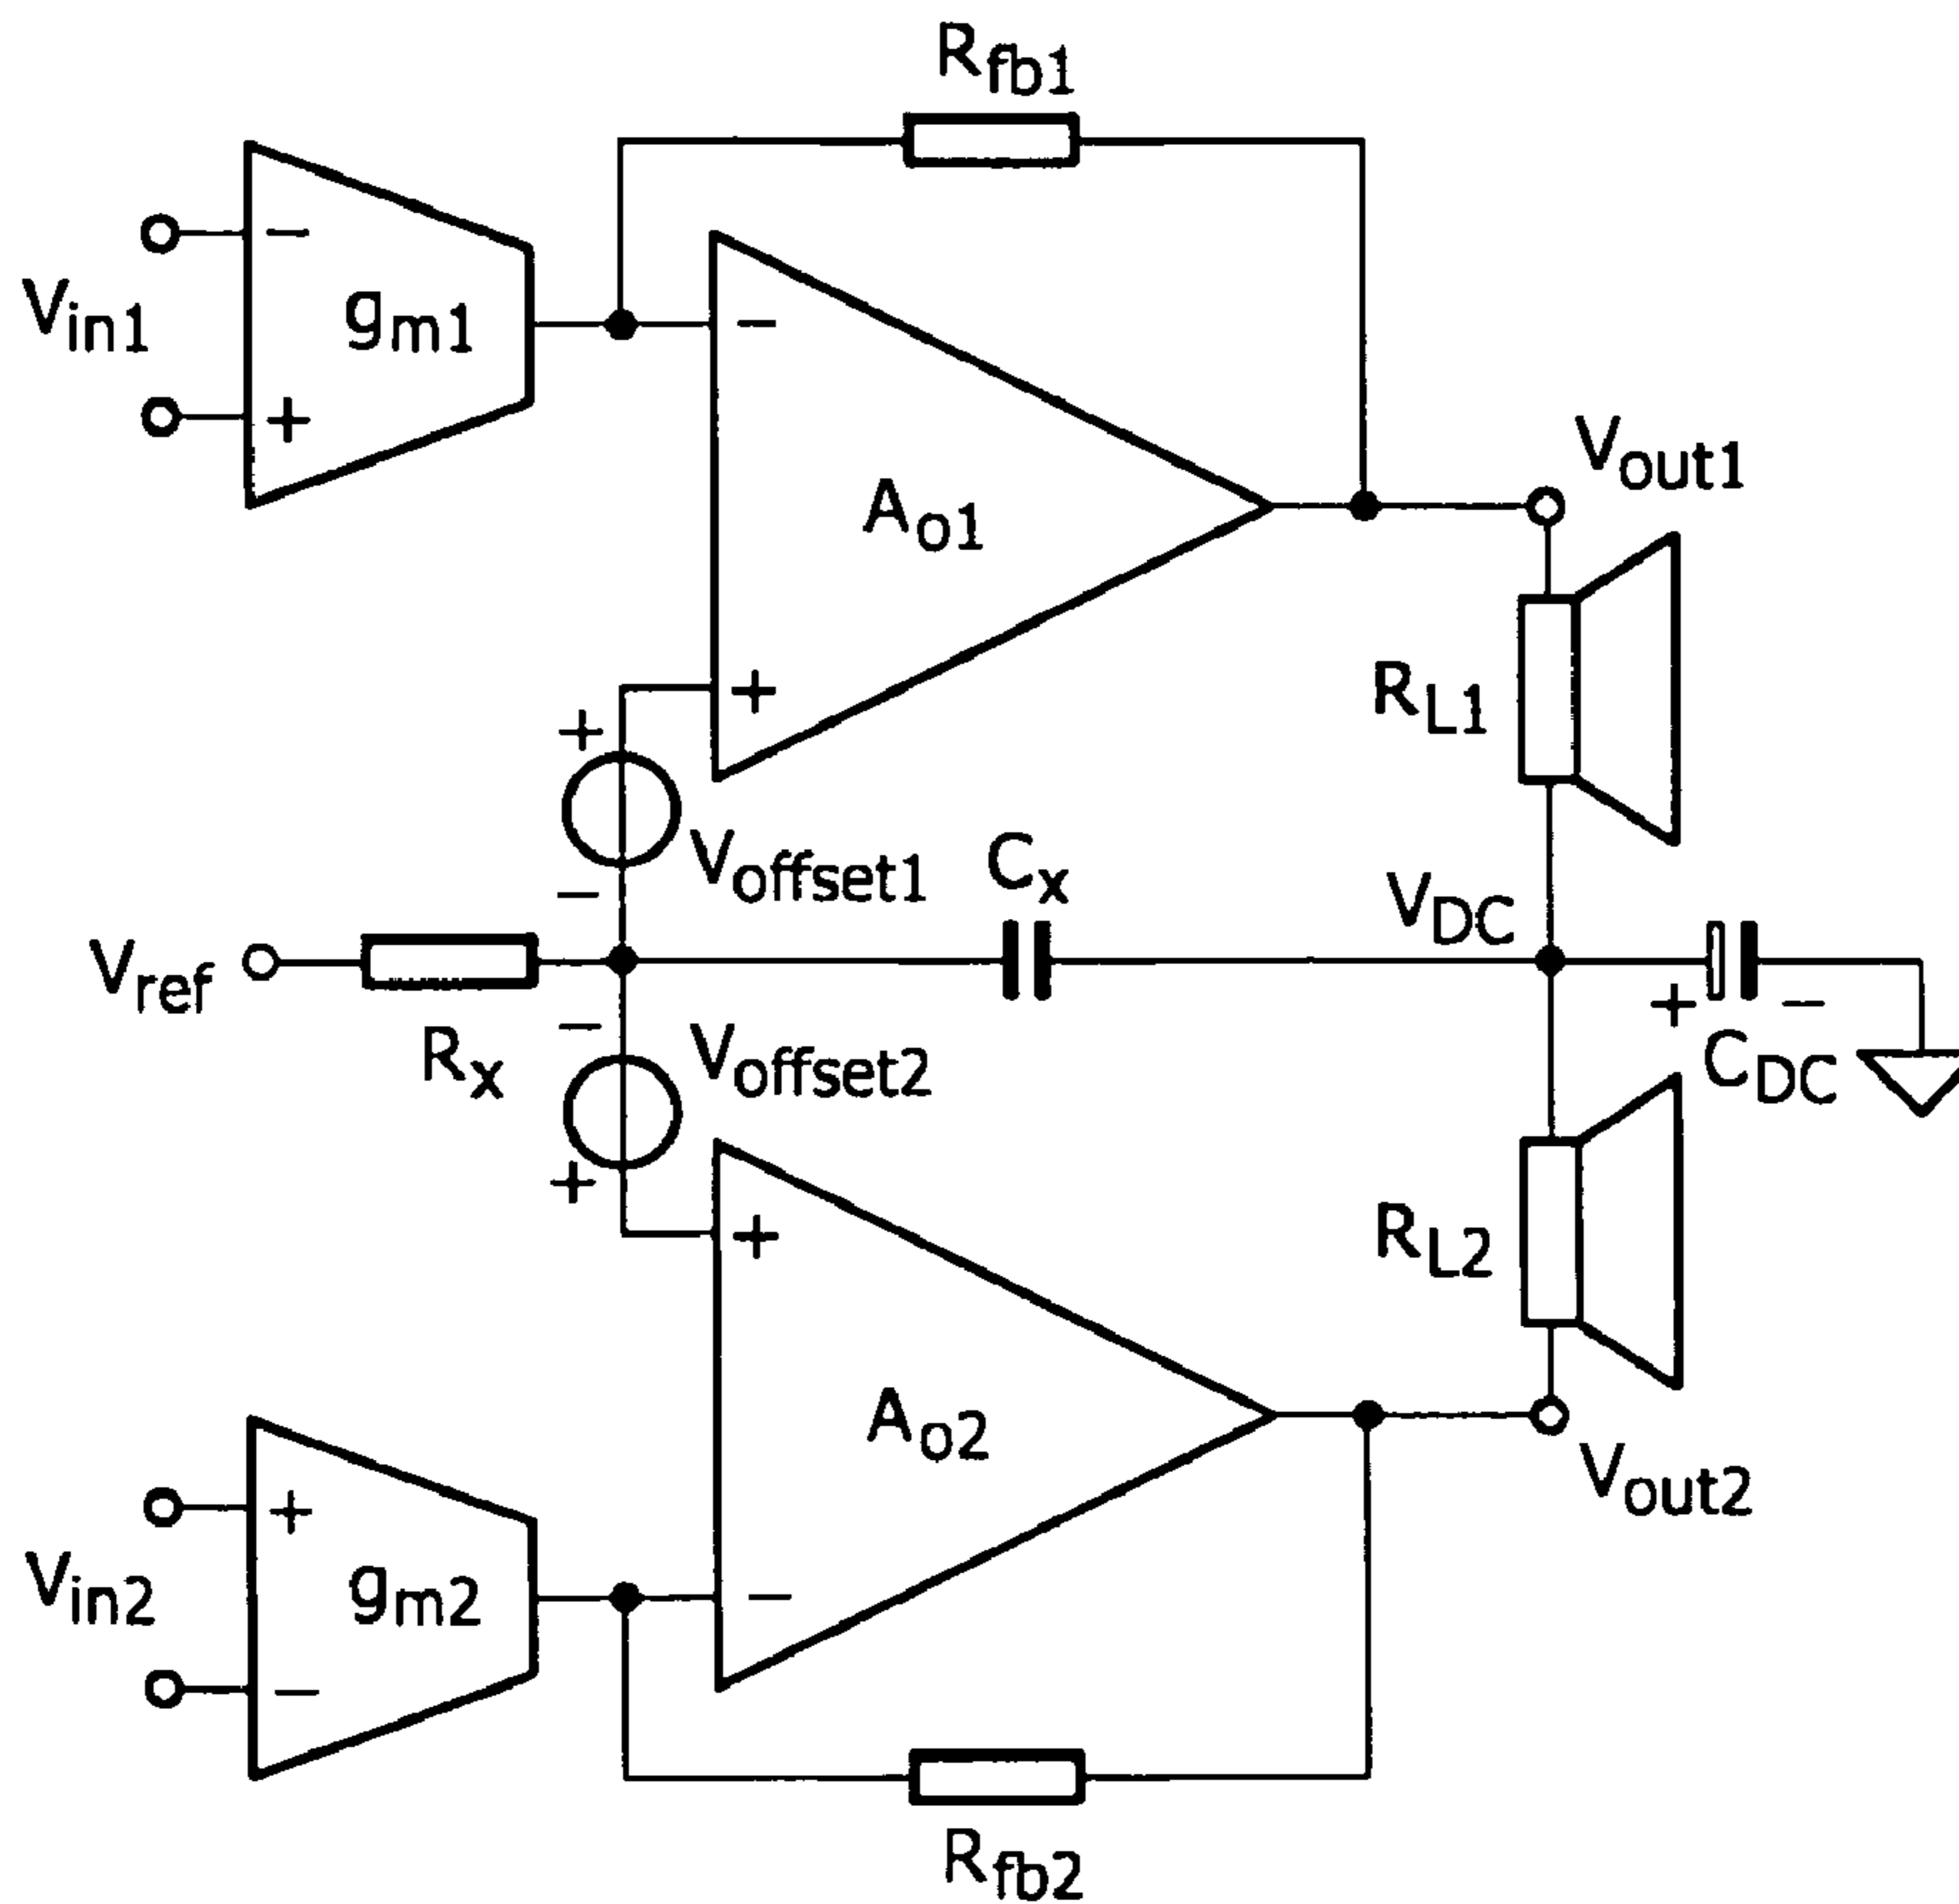 Rfb1
−
Vin1
gm1
+
−
Ao1
Vout1
+
+
RL1
Voffset1
−
Cx
VDC
Vref
Rx
−
Voffset2
+
−
CDC
+
+
RL2
Ao2
Vout2
+
Vin2
gm2
−
−
Rfb2